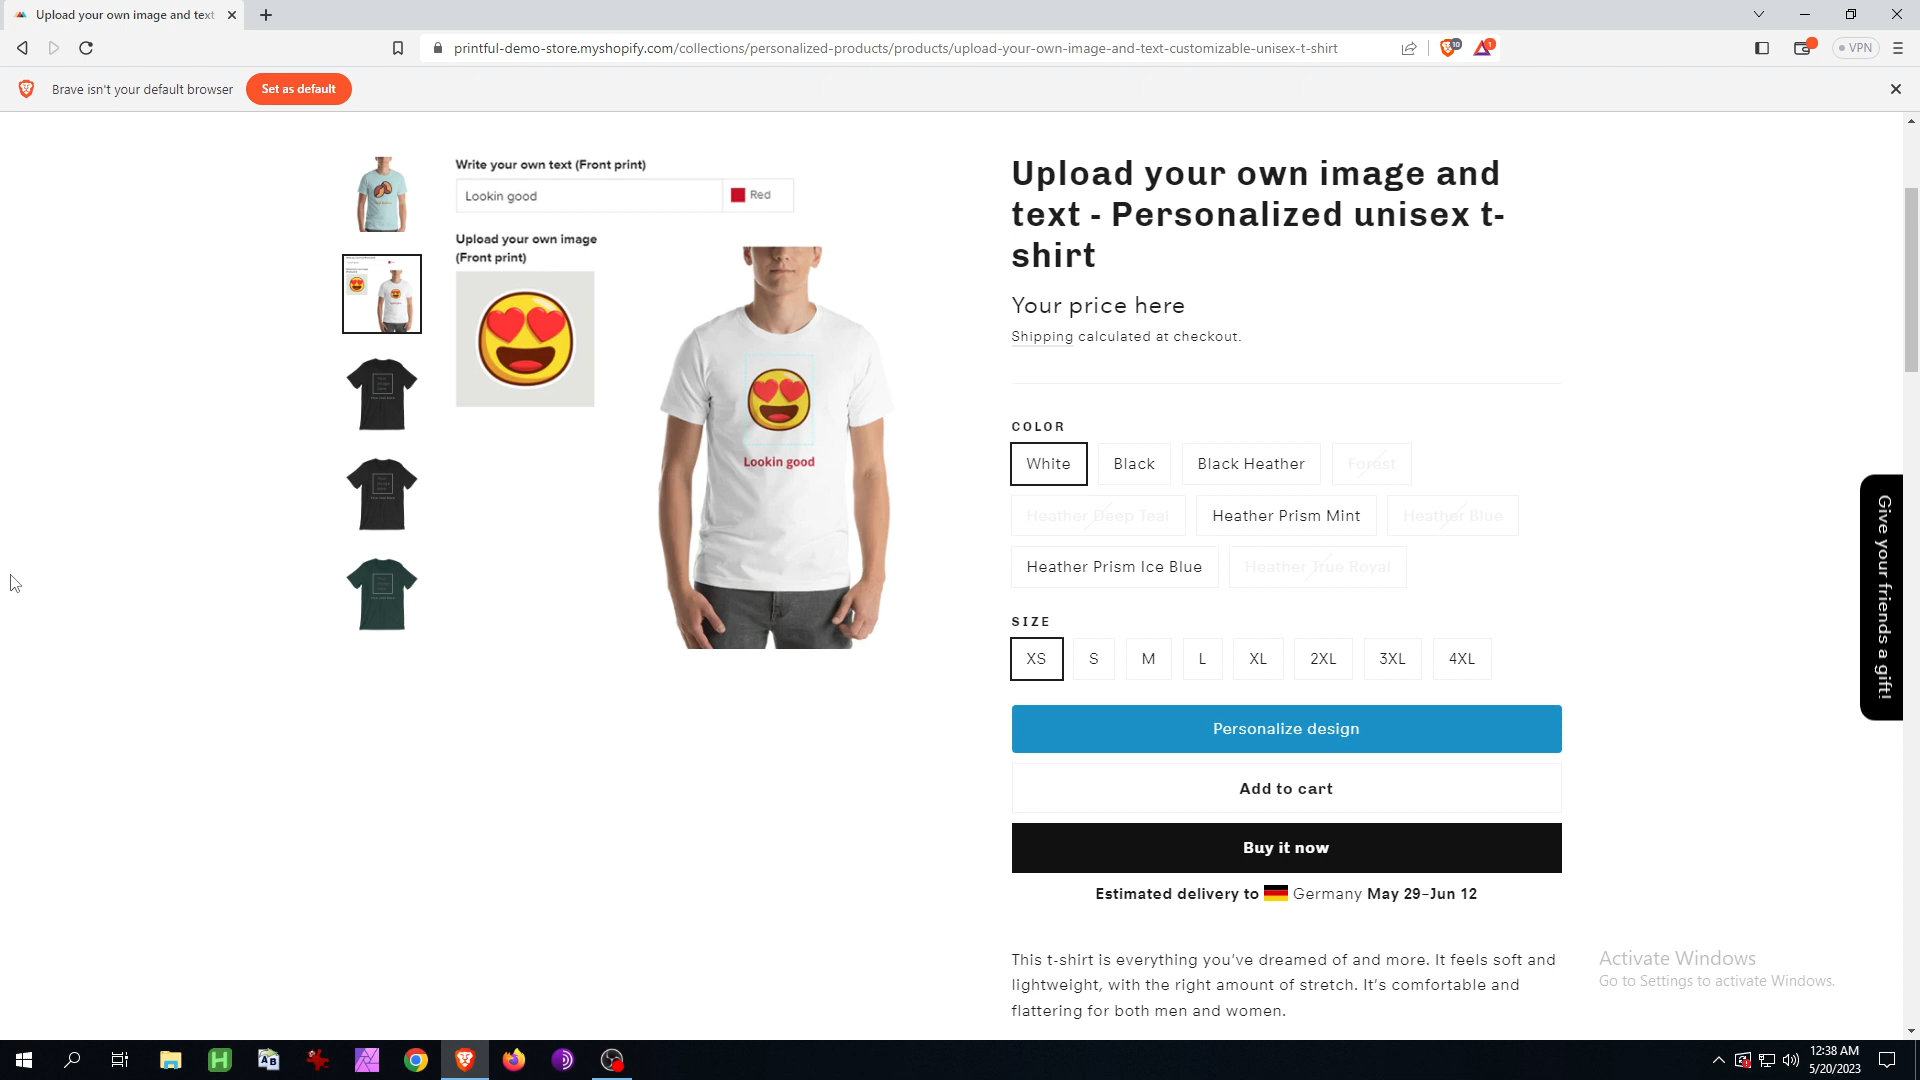 Upload your own image and text
printful-demo-store.myshopify.com/collections/personalized-products/products/upload-your-own-image-and-text-customizable-unisex-t-shirt
10
1
VPN
Brave isn't your default browser
Set as default
Write your own text (Front print)
Lookin good
Red
Upload your own image
(Front print)
Lookin good
Upload your own image and
text - Personalized unisex t-
shirt
Your price here
Shipping calculated at checkout.
COLOR
White
Black
Black Heather
Forest
Heather Deep Teal
Heather Prism Mint
Heather Blue
Heather Prism Ice Blue
Heather True Royal
SIZE
XS
S
M
L
XL
2XL
3XL
4XL
Personalize design
Add to cart
Buy it now
Estimated delivery to Germany May 29–Jun 12
This t-shirt is everything you've dreamed of and more. It feels soft and
lightweight, with the right amount of stretch. It's comfortable and
flattering for both men and women.
Give your friends a gift!
Activate Windows
Go to Settings to activate Windows.
12:38 AM
5/20/2023